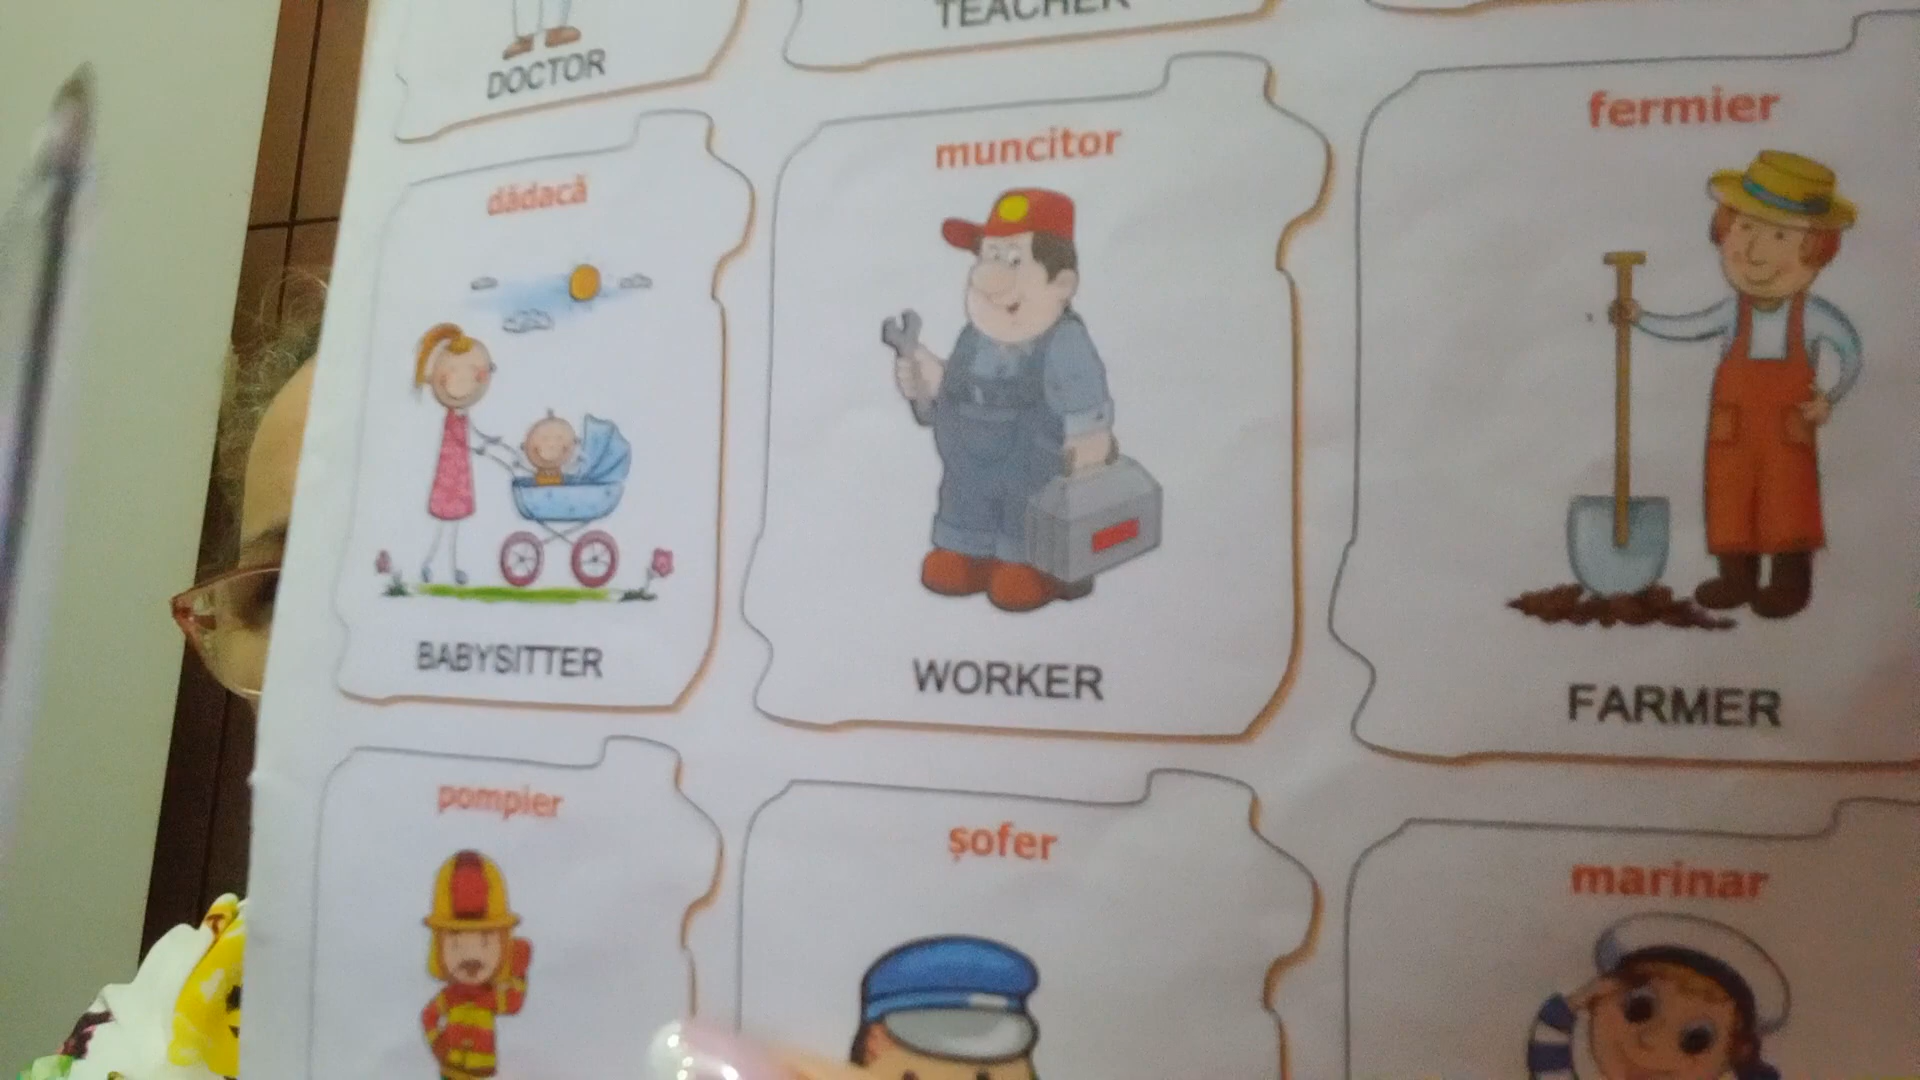 DOCTOR
TEACHER
dădacă
muncitor
fermier
BABYSITTER
WORKER
FARMER
pompier
șofer
marinar